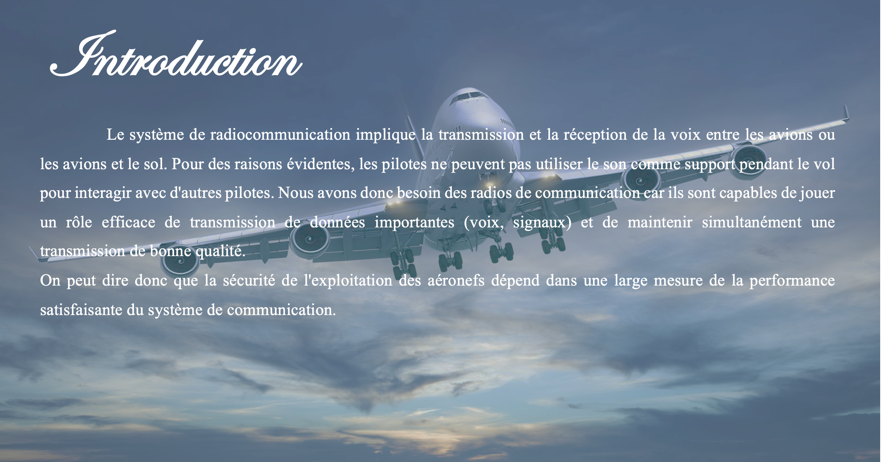 Introduction
Le système de radiocommunication implique la transmission et la réception de la voix entre les avions ou
les avions et le sol. Pour des raisons évidentes, les pilotes ne peuvent pas utiliser le son comme support pendant le vol
pour interagir avec d'autres pilotes. Nous avons donc besoin des radios de communication car ils sont capables de jouer
un rôle efficace de transmission de données importantes (voix, signaux) et de maintenir simultanément une
transmission de bonne qualité.
On peut dire donc que la sécurité de l'exploitation des aéronefs dépend dans une large mesure de la performance
satisfaisante du système de communication.